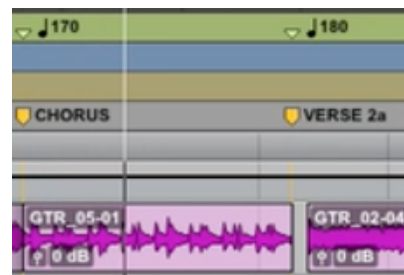 ♩170 ♩180
CHORUS VERSE 2a
GTR_05-01 GTR_02-04
0 dB 0 dB